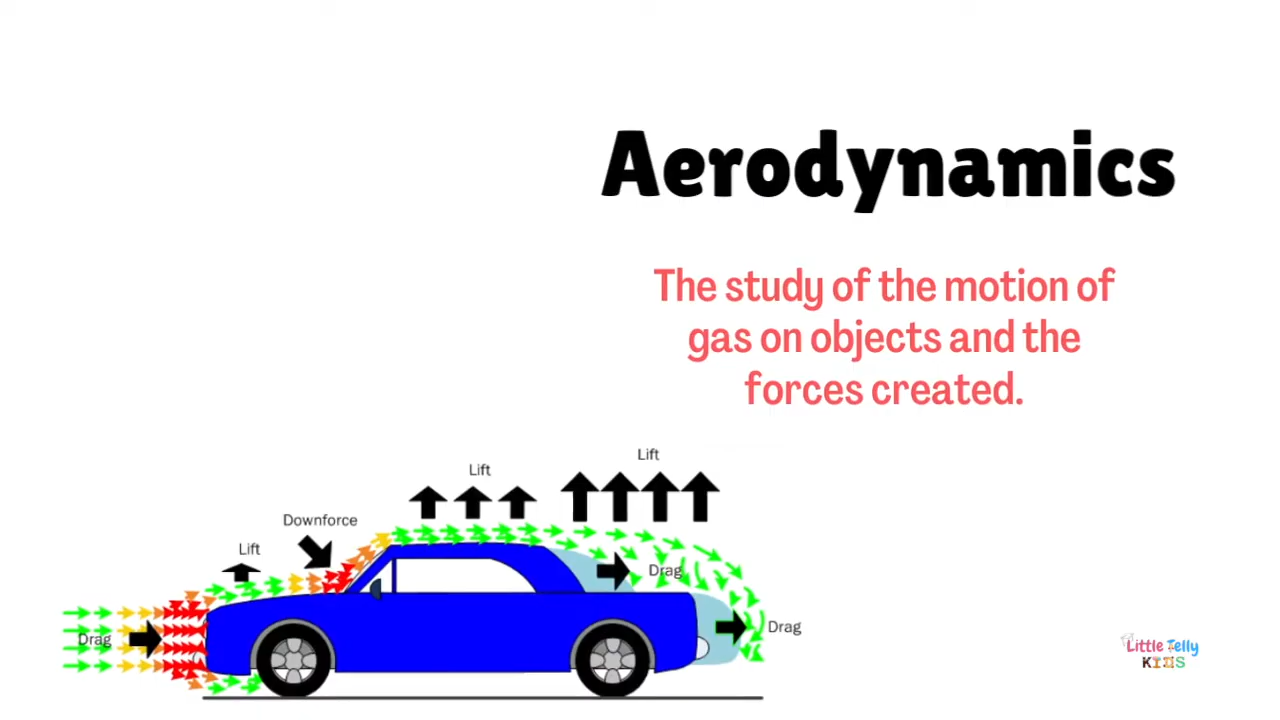 Aerodynamics
The study of the motion of
gas on objects and the
forces created.
Lift
Lift
Downforce
Lift
Drag
Drag
Drag
Little Telly
KIDS